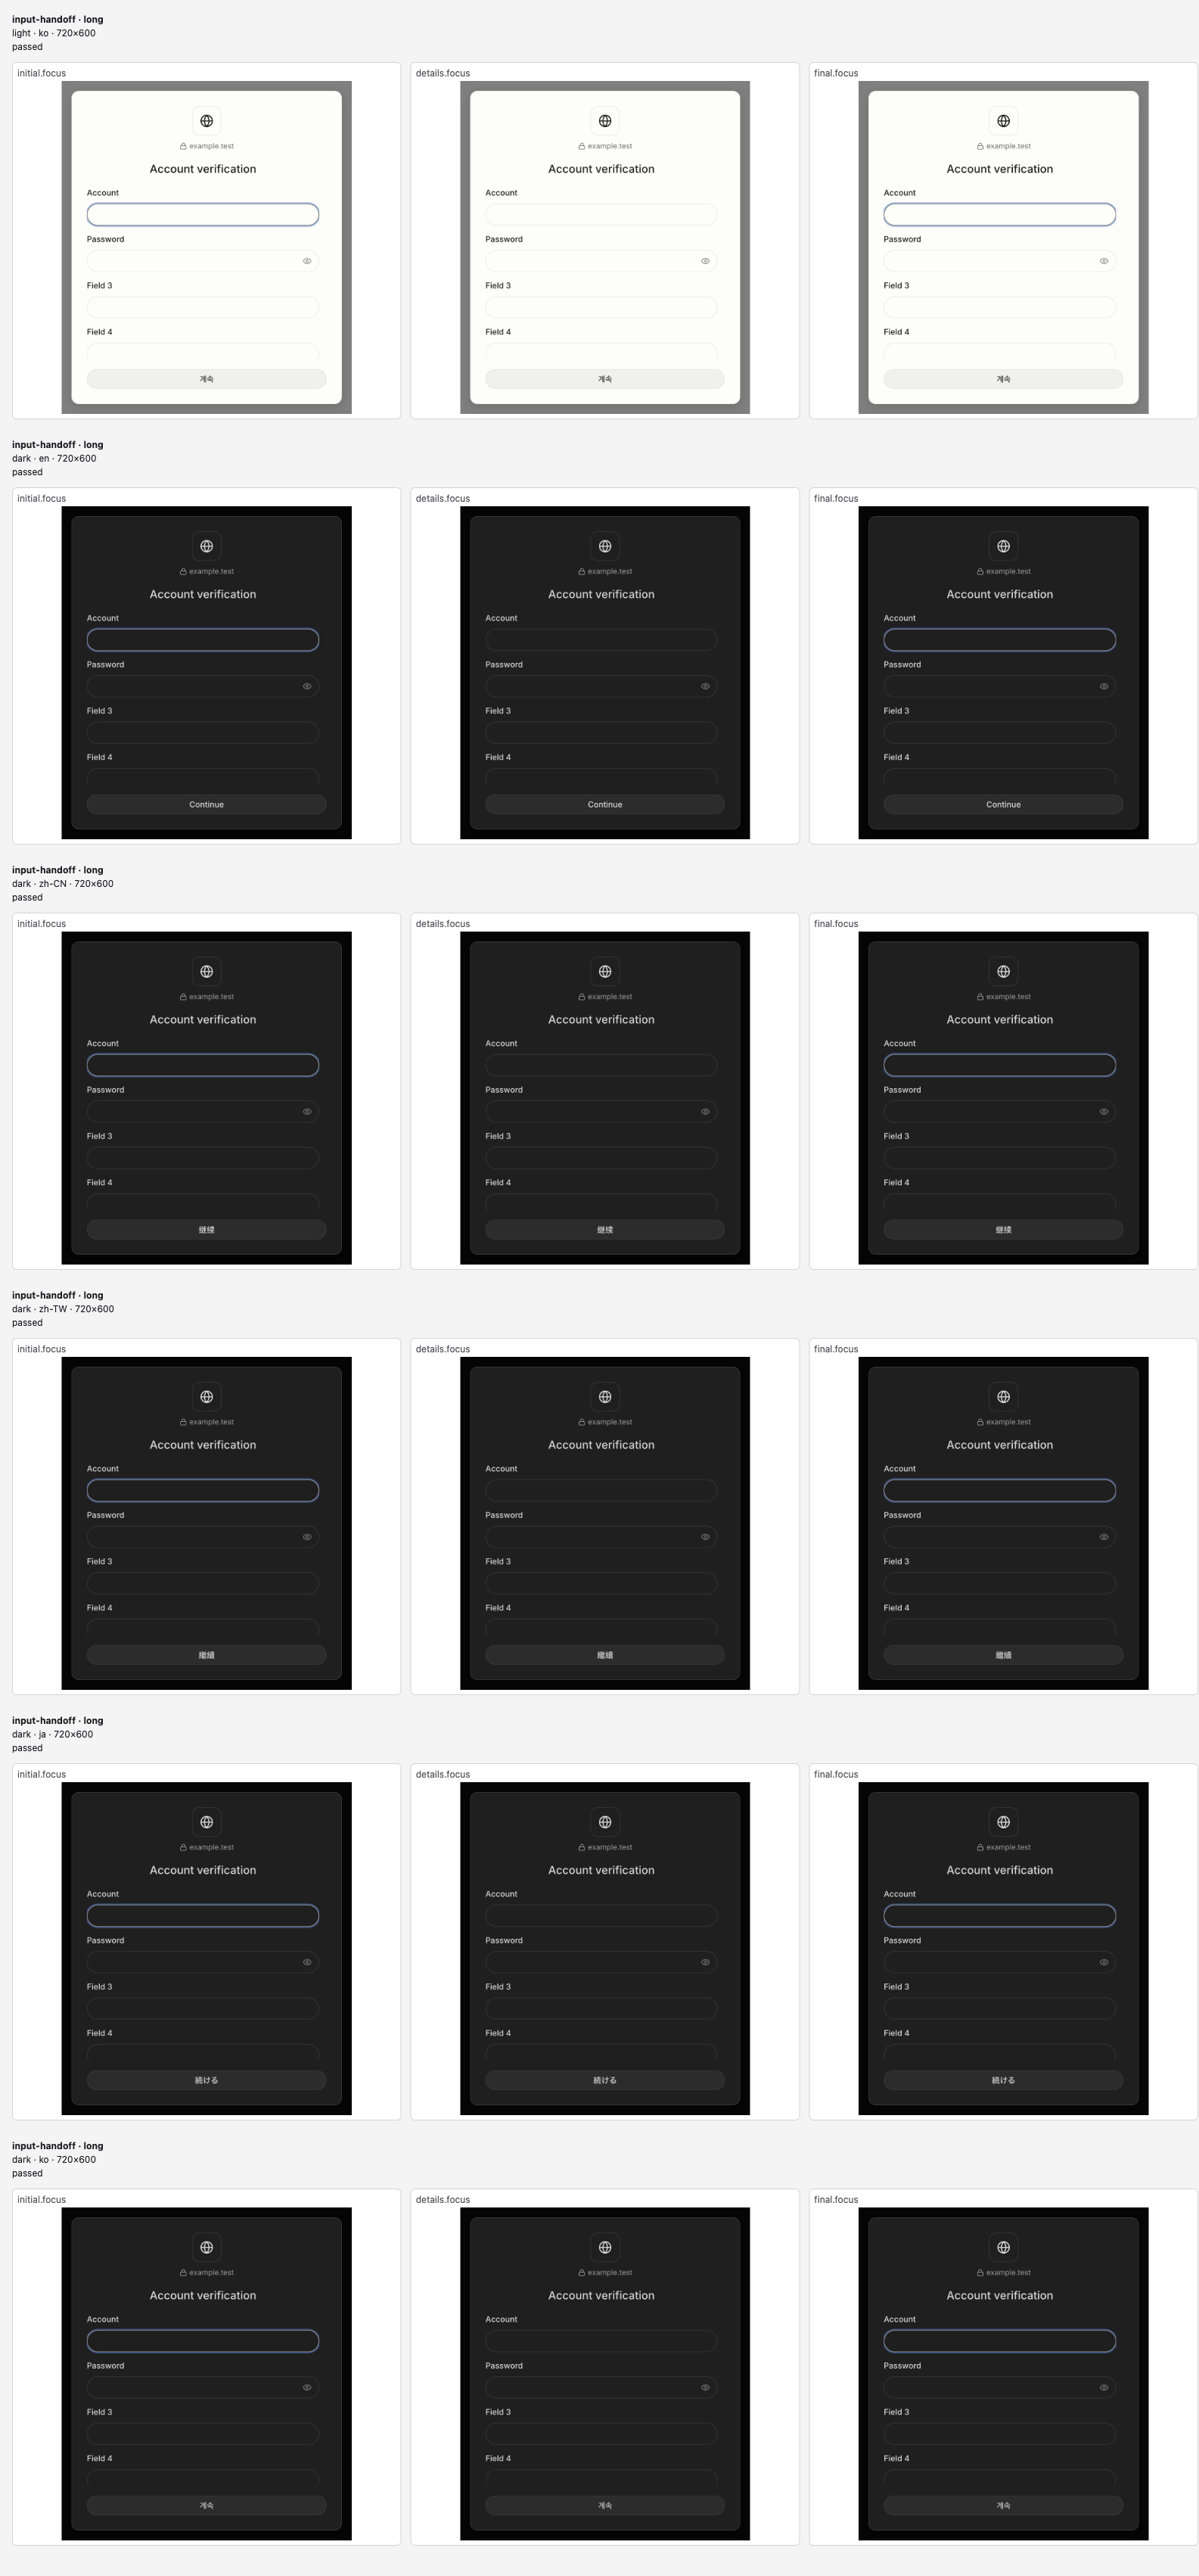 input-handoff · long
light · ko · 720×600
passed
initial.focus
example.test
Account verification
Account
Password
Field 3
Field 4
계속
details.focus
example.test
Account verification
Account
Password
Field 3
Field 4
계속
final.focus
example.test
Account verification
Account
Password
Field 3
Field 4
계속
input-handoff · long
dark · en · 720×600
passed
initial.focus
example.test
Account verification
Account
Password
Field 3
Field 4
Continue
details.focus
example.test
Account verification
Account
Password
Field 3
Field 4
Continue
final.focus
example.test
Account verification
Account
Password
Field 3
Field 4
Continue
input-handoff · long
dark · zh-CN · 720×600
passed
initial.focus
example.test
Account verification
Account
Password
Field 3
Field 4
继续
details.focus
example.test
Account verification
Account
Password
Field 3
Field 4
继续
final.focus
example.test
Account verification
Account
Password
Field 3
Field 4
继续
input-handoff · long
dark · zh-TW · 720×600
passed
initial.focus
example.test
Account verification
Account
Password
Field 3
Field 4
繼續
details.focus
example.test
Account verification
Account
Password
Field 3
Field 4
繼續
final.focus
example.test
Account verification
Account
Password
Field 3
Field 4
繼續
input-handoff · long
dark · ja · 720×600
passed
initial.focus
example.test
Account verification
Account
Password
Field 3
Field 4
続ける
details.focus
example.test
Account verification
Account
Password
Field 3
Field 4
続ける
final.focus
example.test
Account verification
Account
Password
Field 3
Field 4
続ける
input-handoff · long
dark · ko · 720×600
passed
initial.focus
example.test
Account verification
Account
Password
Field 3
Field 4
계속
details.focus
example.test
Account verification
Account
Password
Field 3
Field 4
계속
final.focus
example.test
Account verification
Account
Password
Field 3
Field 4
계속